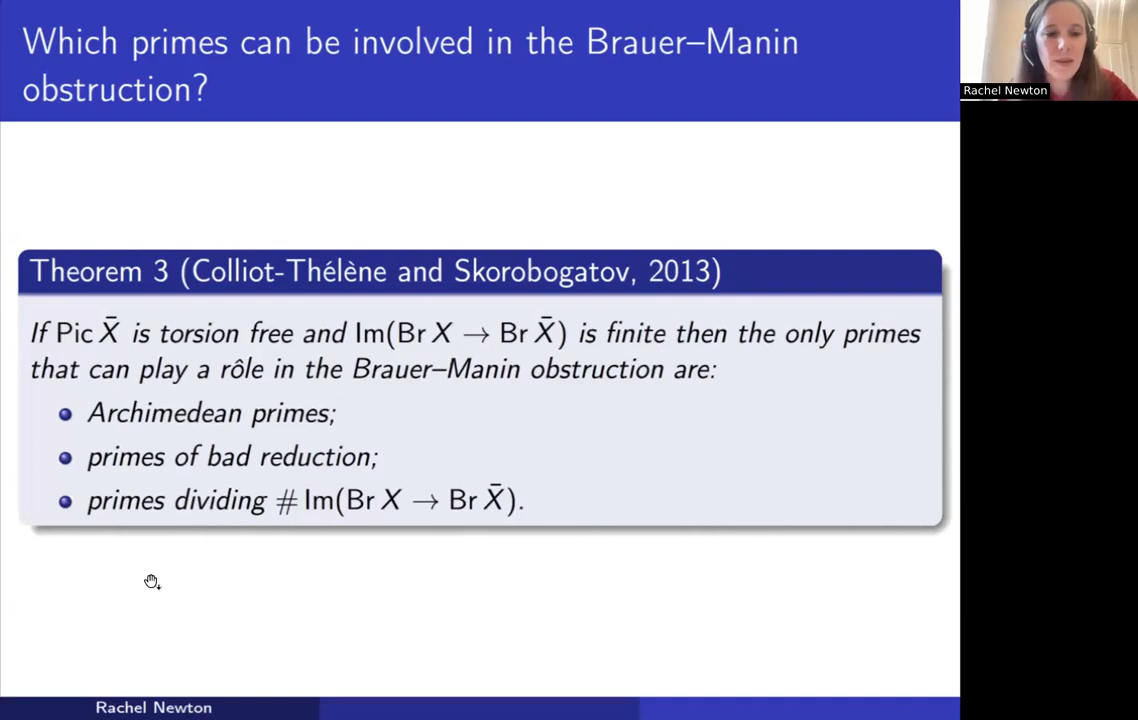 Which primes can be involved in the Brauer–Manin
obstruction?
Rachel Newton
Theorem 3 (Colliot-Thélène and Skorobogatov, 2013)
If Pic X̄ is torsion free and Im(Br X → Br X̄) is finite then the only primes
that can play a rôle in the Brauer–Manin obstruction are:
Archimedean primes;
primes of bad reduction;
primes dividing # Im(Br X → Br X̄).
Rachel Newton